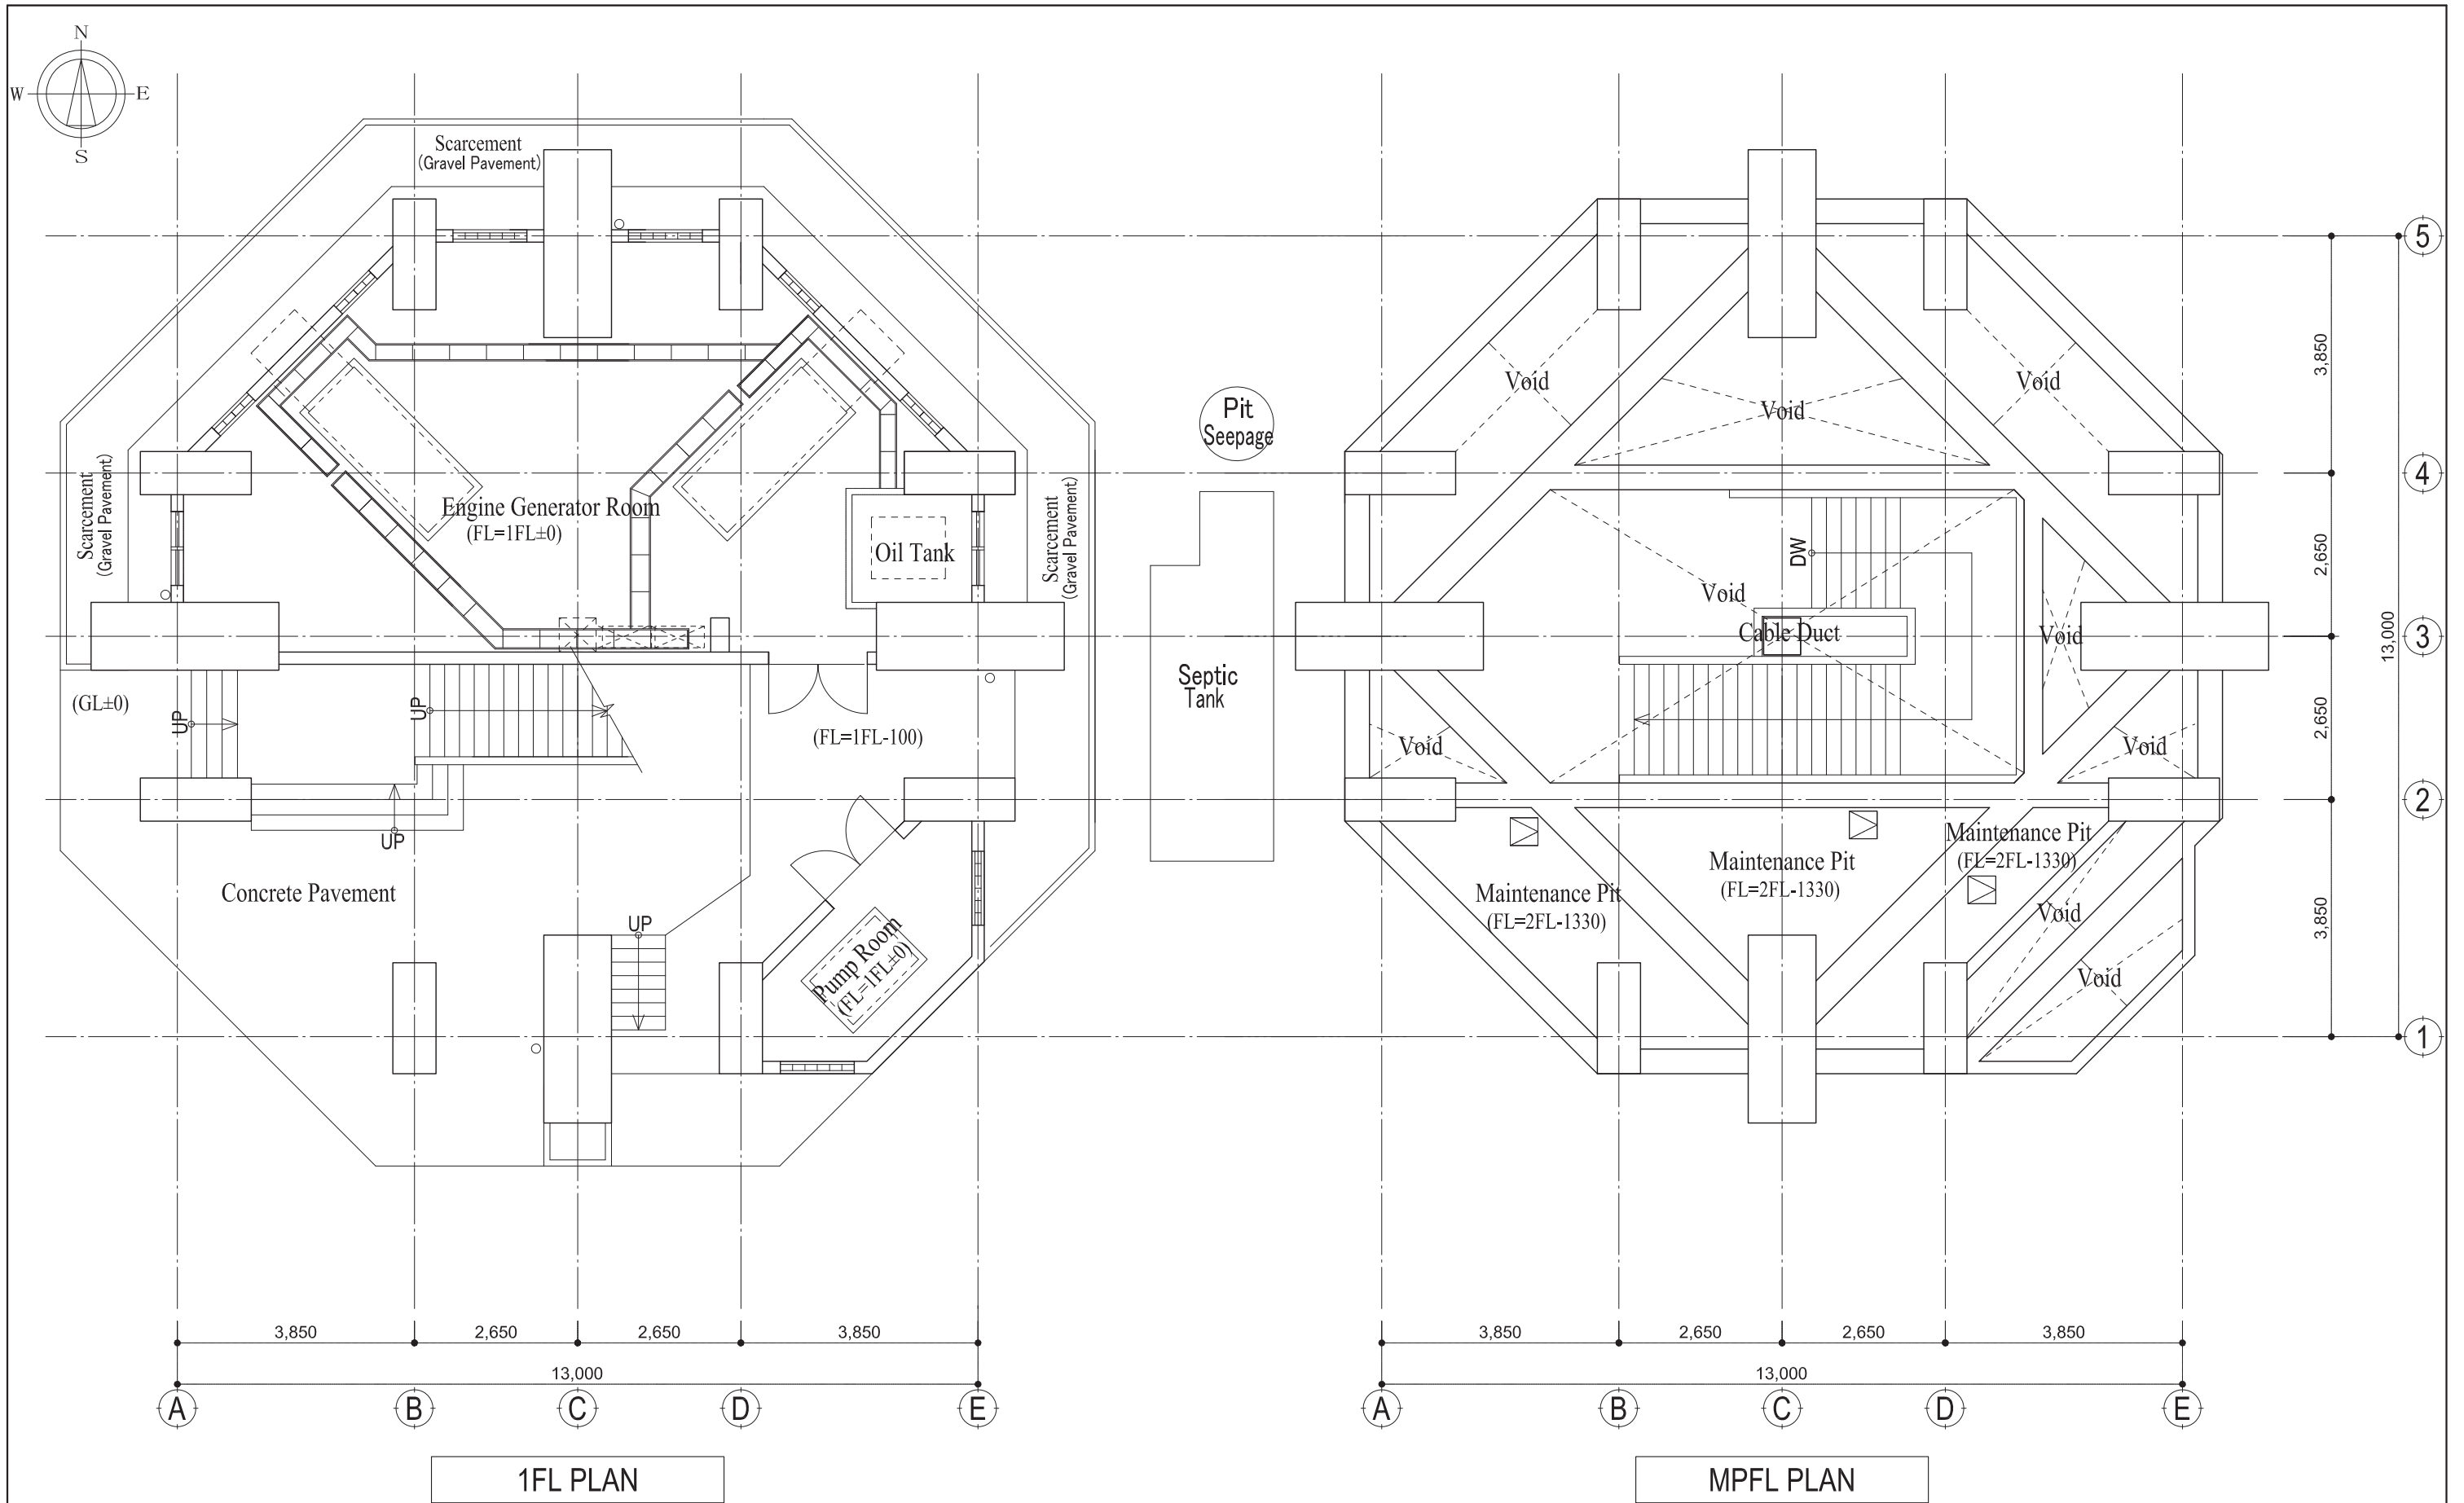 N
W
E
S
Scarcement
(Gravel Pavement)
Scarcement
(Gravel Pavement)
Engine Generator Room
(FL=1FL±0)
Oil Tank
Scarcement
(Gravel Pavement)
(GL±0)
UP
UP
(FL=1FL-100)
UP
Concrete Pavement
UP
Pump Room
(FL=1FL±0)
3,850
2,650
2,650
3,850
13,000
A
B
C
D
E
1FL PLAN
Pit
Seepage
Septic
Tank
Void
Void
Void
DW
Void
Cable Duct
Void
Void
Void
Maintenance Pit
(FL=2FL-1330)
Maintenance Pit
(FL=2FL-1330)
Maintenance Pit
(FL=2FL-1330)
Void
Void
5
3,850
4
2,650
13,000
3
2,650
2
3,850
1
3,850
2,650
2,650
3,850
13,000
A
B
C
D
E
MPFL PLAN